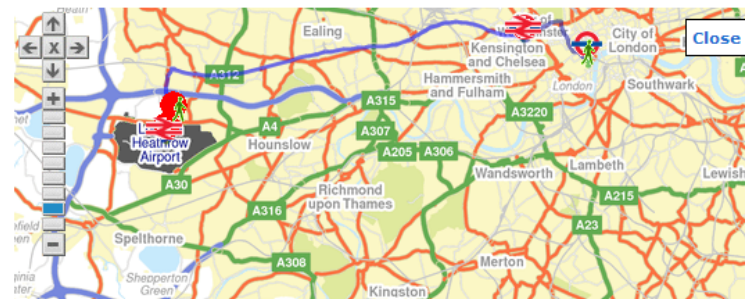 Ealing
City of
London
Close
Kensington
and Chelsea
A312
Hammersmith
and Fulham
London
Southwark
A315
A3220
A4
A307
Heathrow
Airport
Hounslow
A205
A306
Wandsworth
Lambeth
Lewish
A30
Richmond
upon Thames
A215
A316
A23
Spelthorne
Shepperton
Green
A308
Merton
Kingston